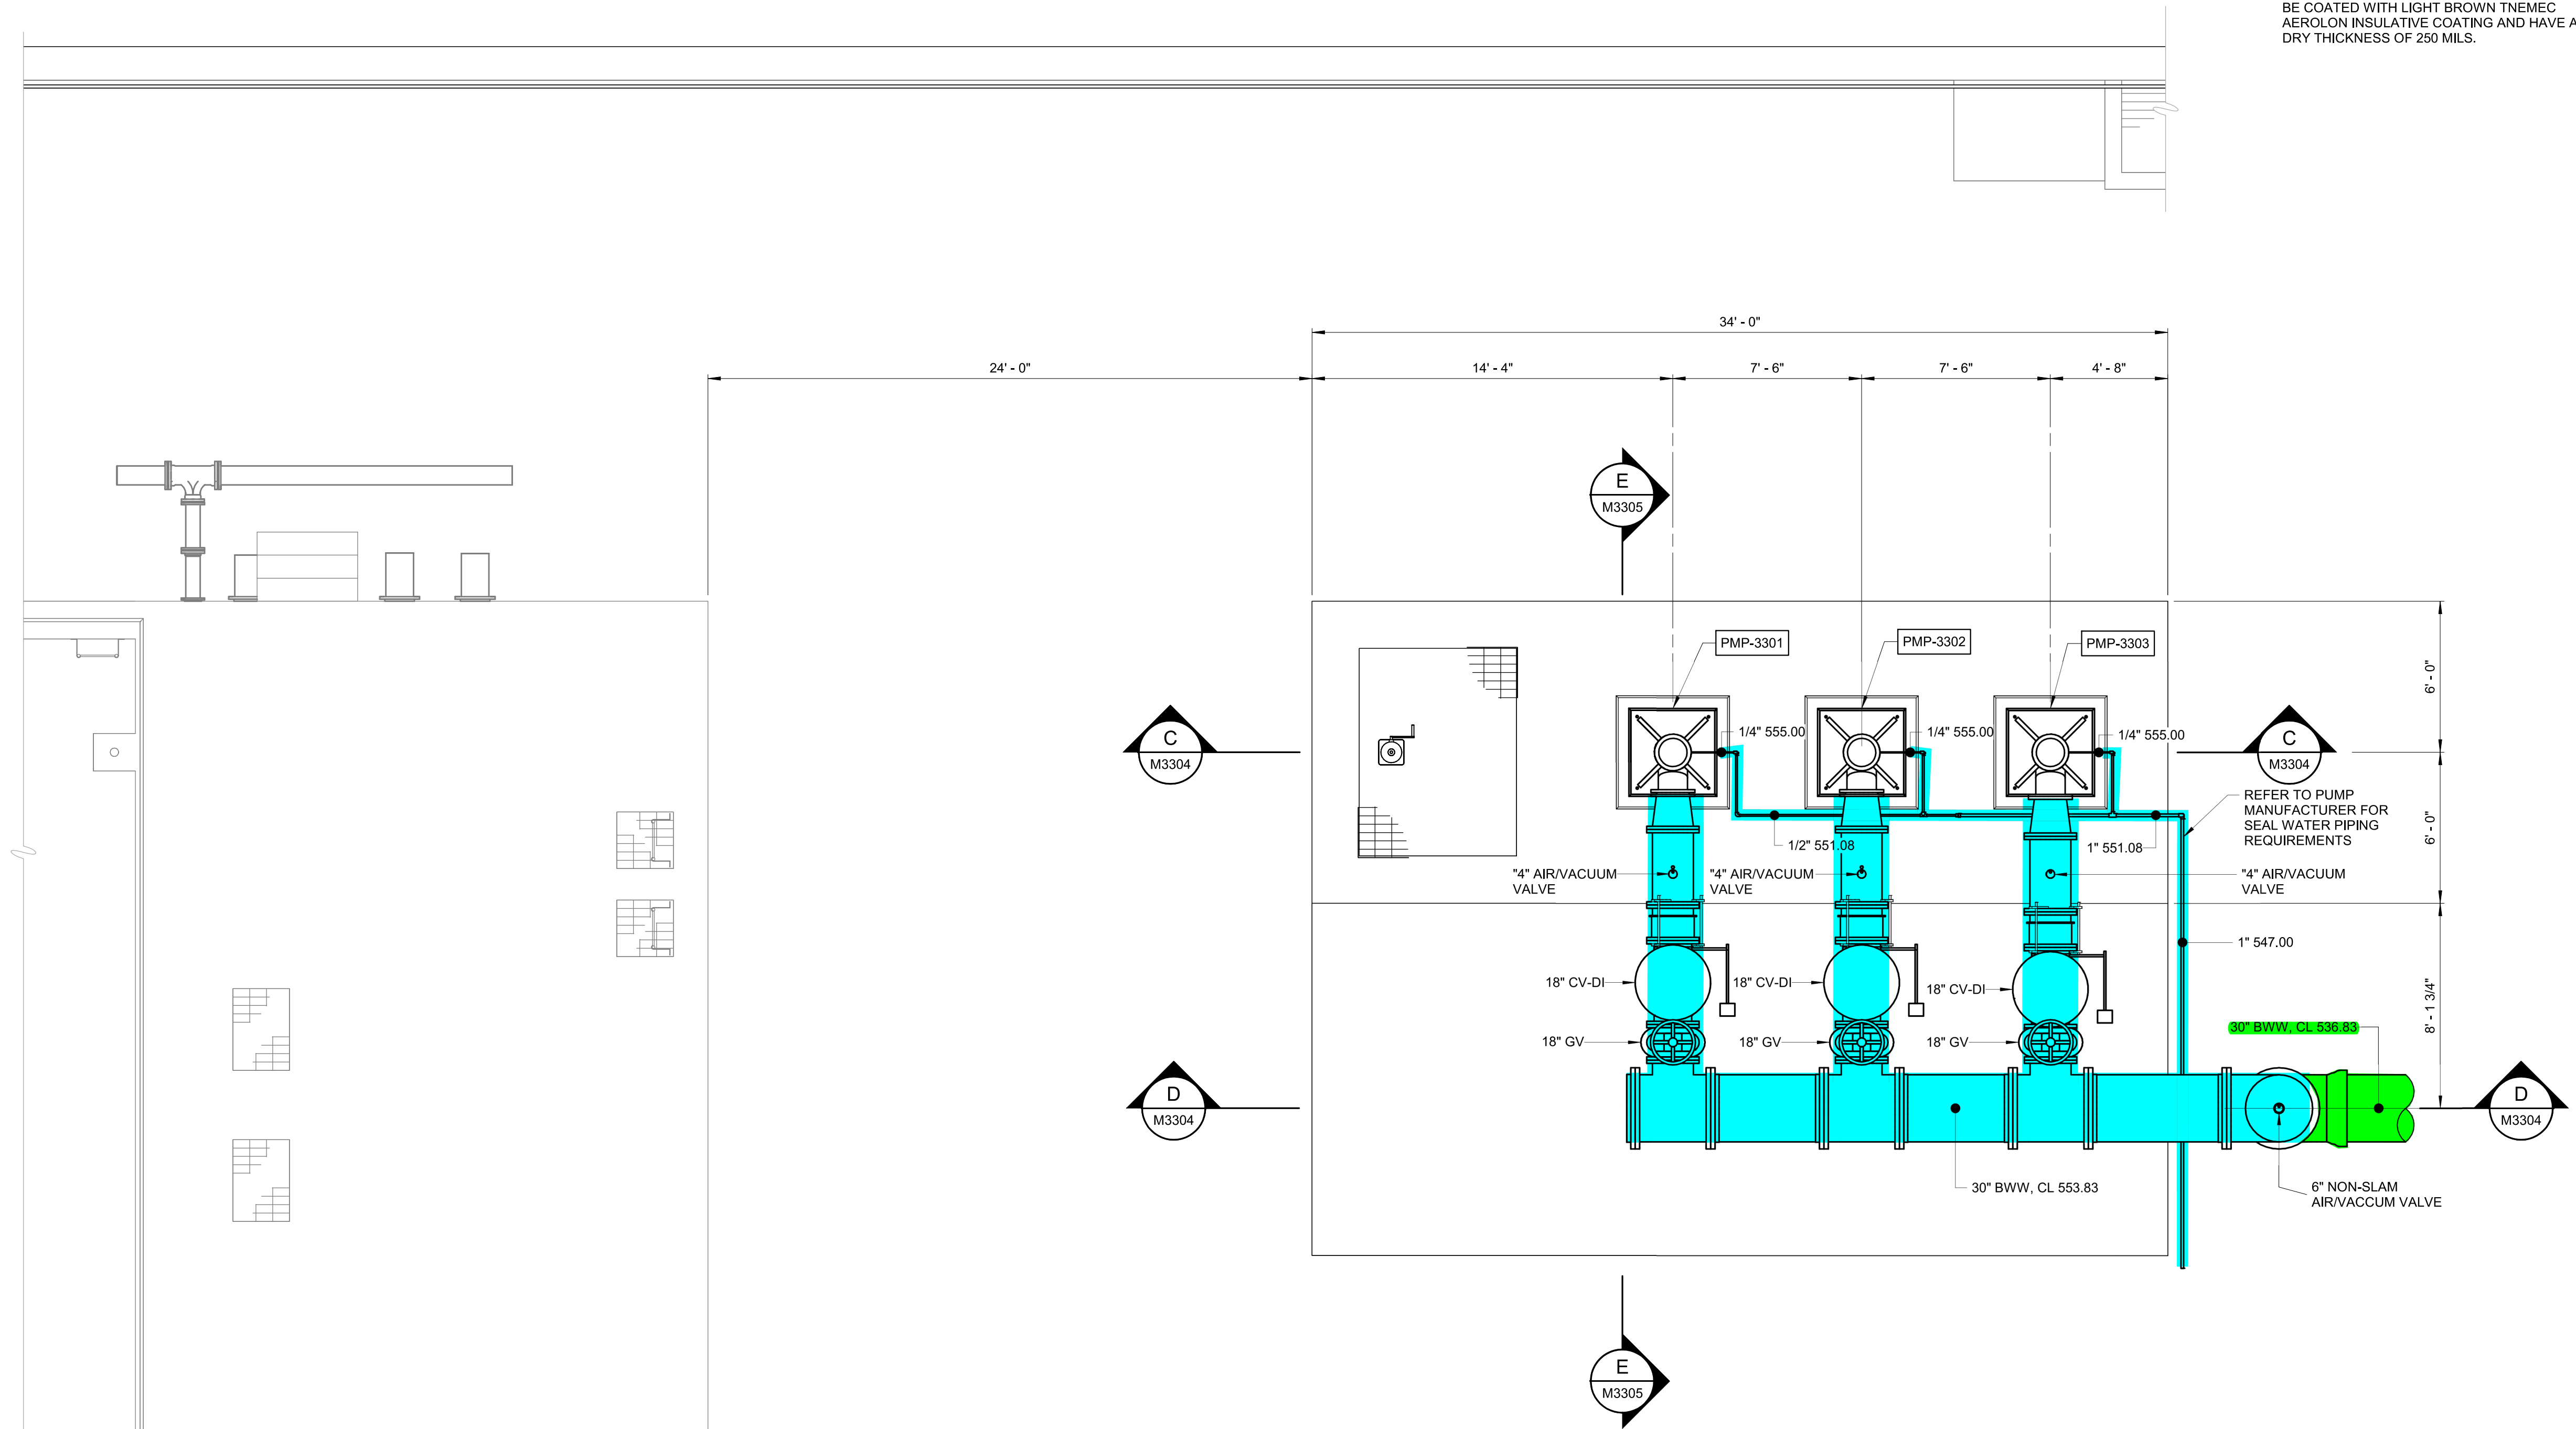 BE COATED WITH LIGHT BROWN TNEMEC
AEROLON INSULATIVE COATING AND HAVE A
DRY THICKNESS OF 250 MILS.
34' - 0"
24' - 0"
14' - 4"
7' - 6"
7' - 6"
4' - 8"
E
M3305
PMP-3301
PMP-3302
PMP-3303
6' - 0"
C
M3304
1/4" 555.00
1/4" 555.00
1/4" 555.00
C
M3304
REFER TO PUMP
MANUFACTURER FOR
SEAL WATER PIPING
REQUIREMENTS
6' - 0"
1/2" 551.08
1" 551.08
"4" AIR/VACUUM
VALVE
"4" AIR/VACUUM
VALVE
"4" AIR/VACUUM
VALVE
1" 547.00
18" CV-DI
18" CV-DI
18" CV-DI
8' - 1 3/4"
30" BWW, CL 536.83
18" GV
18" GV
18" GV
D
M3304
D
M3304
30" BWW, CL 553.83
6" NON-SLAM
AIR/VACCUM VALVE
E
M3305